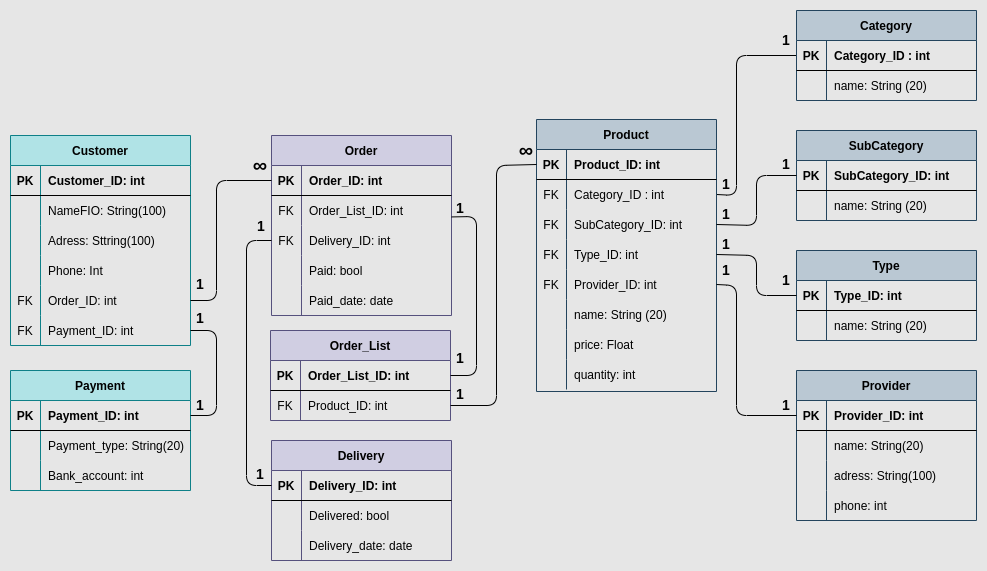 Customer
PK Customer_ID: int
NameFIO: String(100)
Adress: Sttring(100)
Phone: Int
FK Order_ID: int
FK Payment_ID: int
1
1
Payment
PK Payment_ID: int
Payment_type: String(20)
Bank_account: int
1
∞
Order
PK Order_ID: int
FK Order_List_ID: int
FK Delivery_ID: int
Paid: bool
Paid_date: date
1
1
Order_List
PK Order_List_ID: int
FK Product_ID: int
1
1
Delivery
PK Delivery_ID: int
Delivered: bool
Delivery_date: date
1
∞
Product
PK Product_ID: int
FK Category_ID : int
FK SubCategory_ID: int
FK Type_ID: int
FK Provider_ID: int
name: String (20)
price: Float
quantity: int
1
1
1
1
Category
1
PK Category_ID : int
name: String (20)
SubCategory
1
PK SubCategory_ID: int
name: String (20)
Type
1
PK Type_ID: int
name: String (20)
Provider
1
PK Provider_ID: int
name: String(20)
adress: String(100)
phone: int